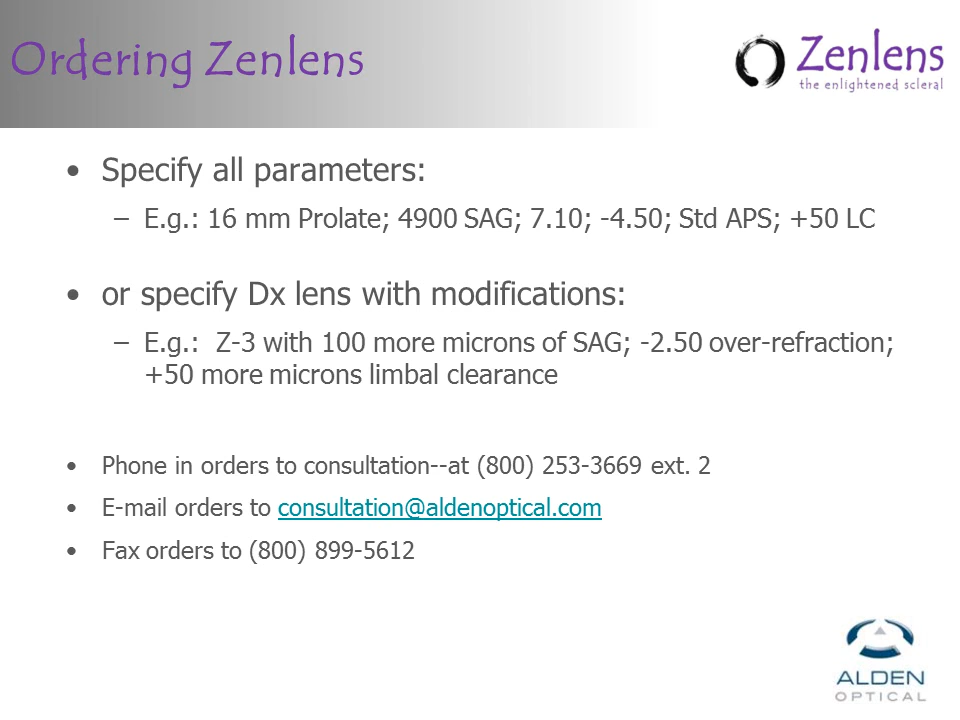 Ordering Zenlens
Zenlens
the enlightened scleral
• Specify all parameters:
– E.g.: 16 mm Prolate; 4900 SAG; 7.10; -4.50; Std APS; +50 LC
• or specify Dx lens with modifications:
– E.g.:  Z-3 with 100 more microns of SAG; -2.50 over-refraction;
+50 more microns limbal clearance
• Phone in orders to consultation--at (800) 253-3669 ext. 2
• E-mail orders to consultation@aldenoptical.com
• Fax orders to (800) 899-5612
ALDEN
OPTICAL